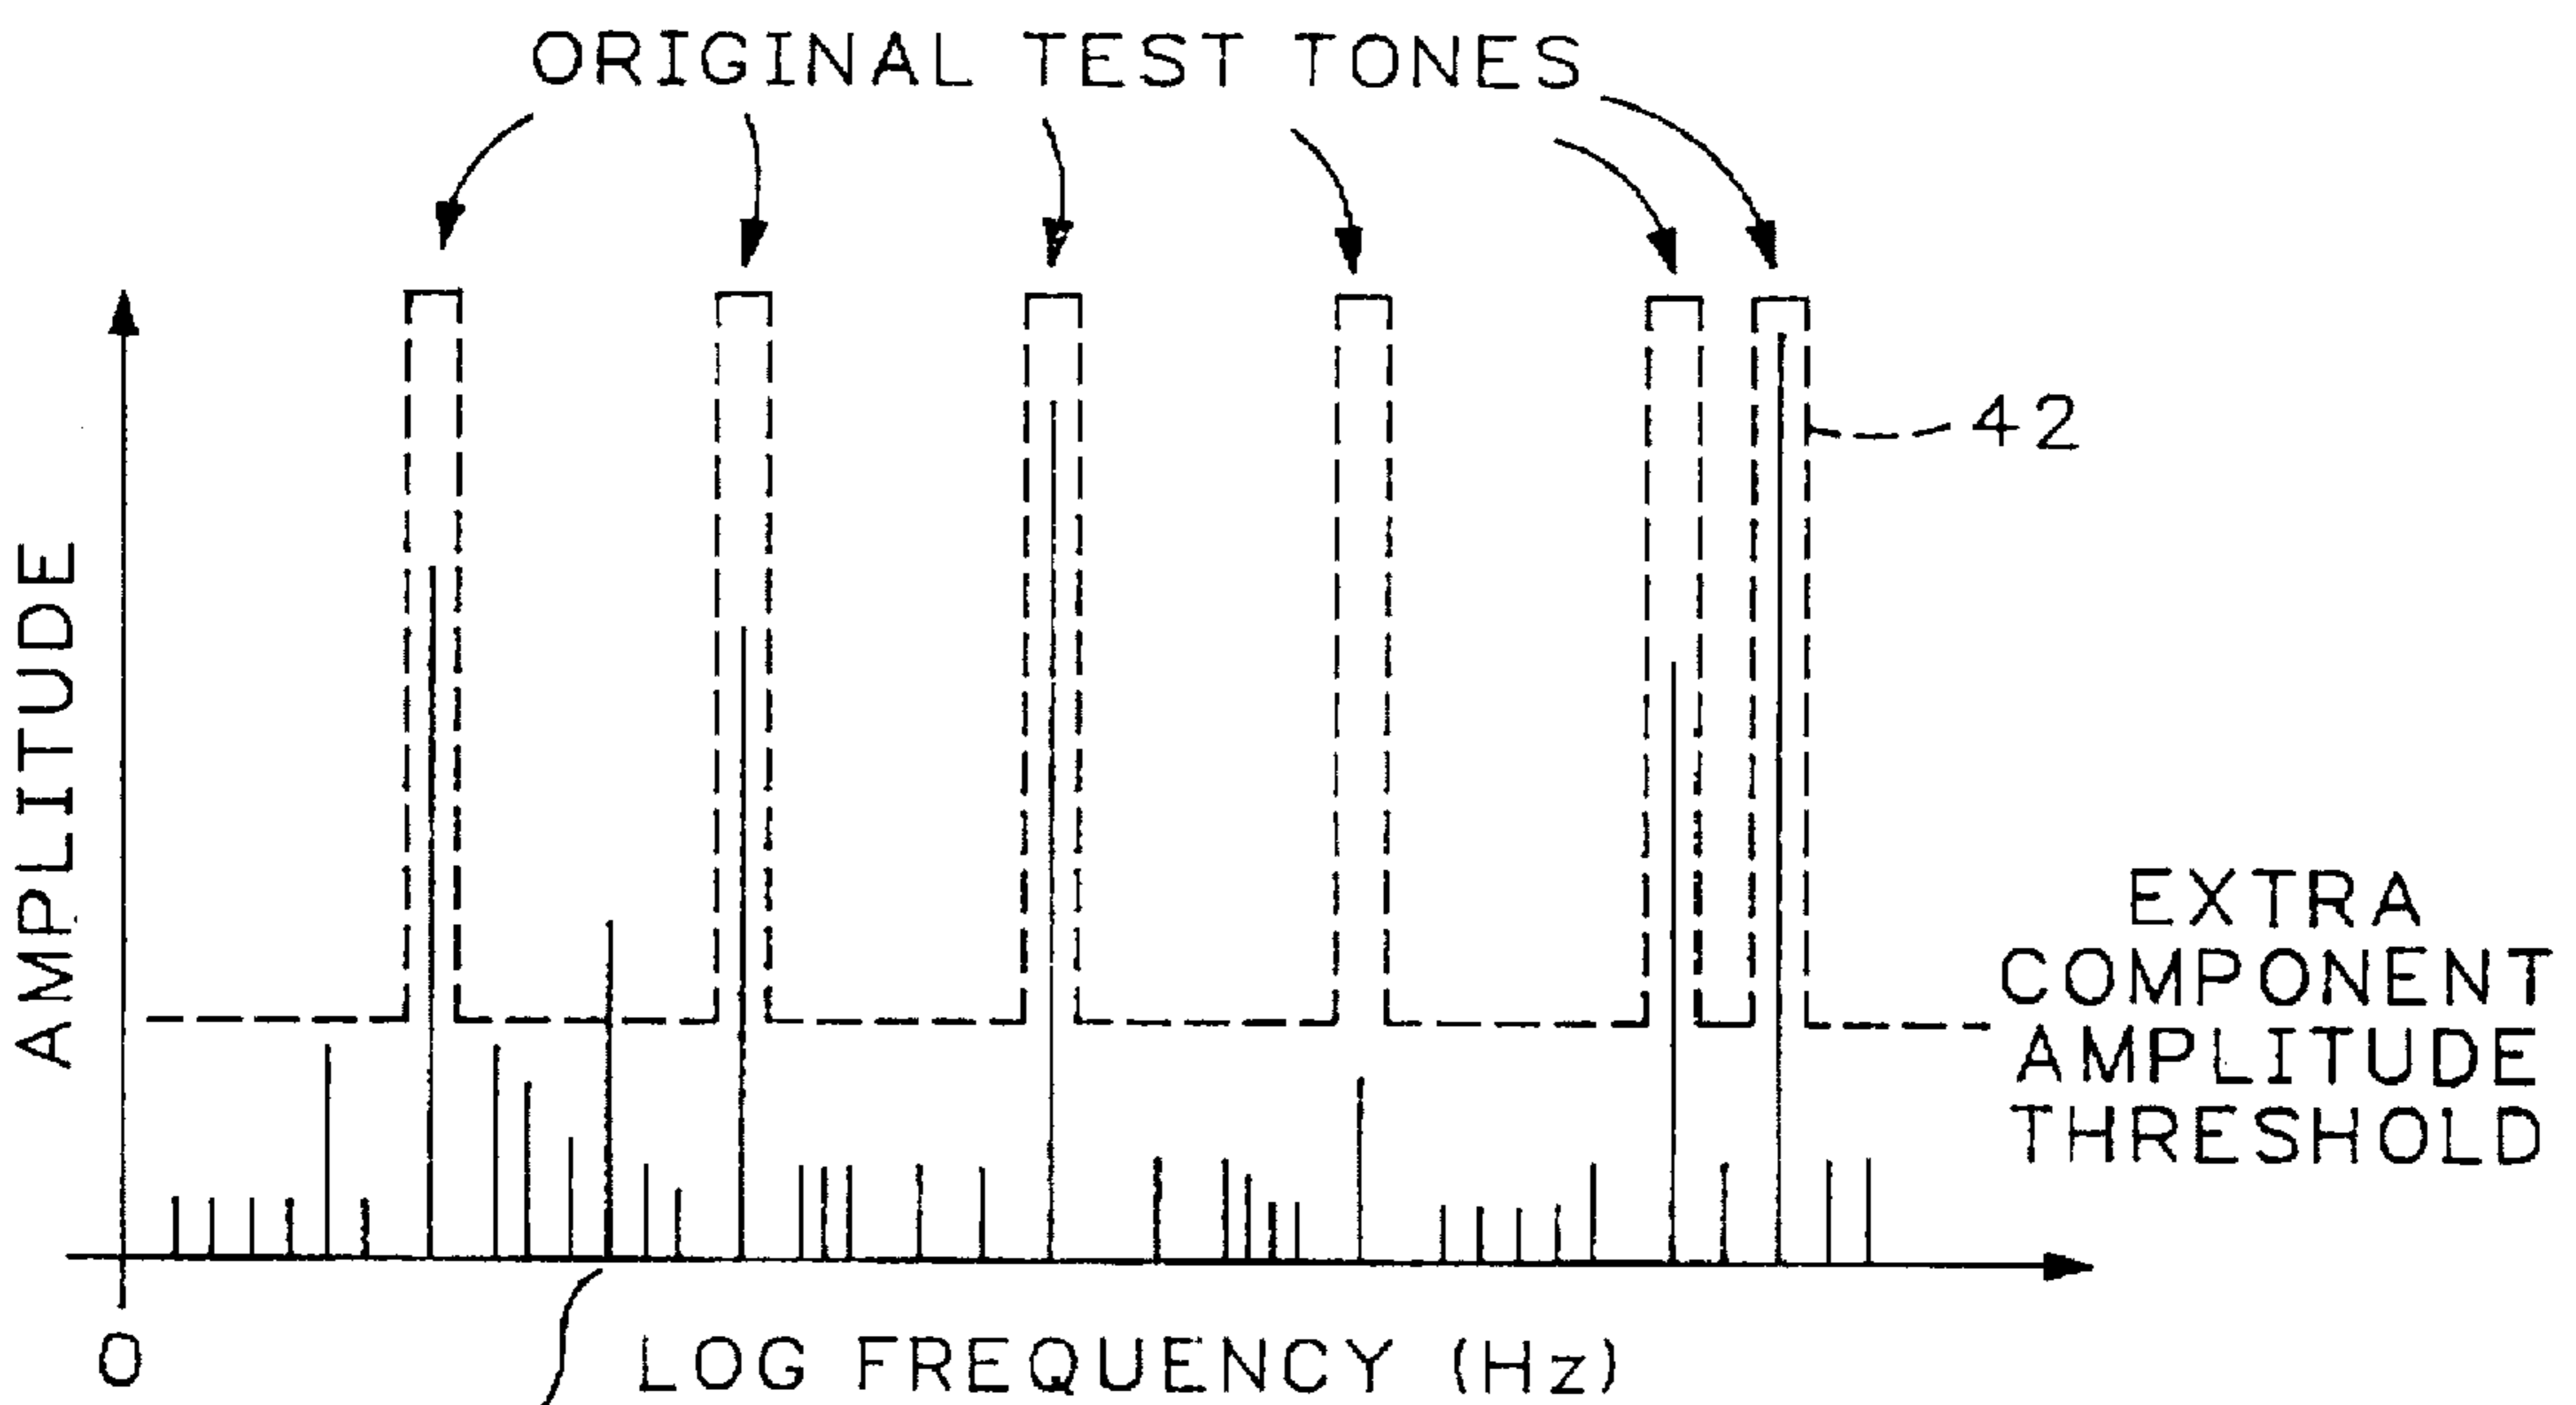 ORIGINAL TEST TONES
42
AMPLITUDE
EXTRA
COMPONENT
AMPLITUDE
THRESHOLD
0
LOG FREQUENCY (Hz)